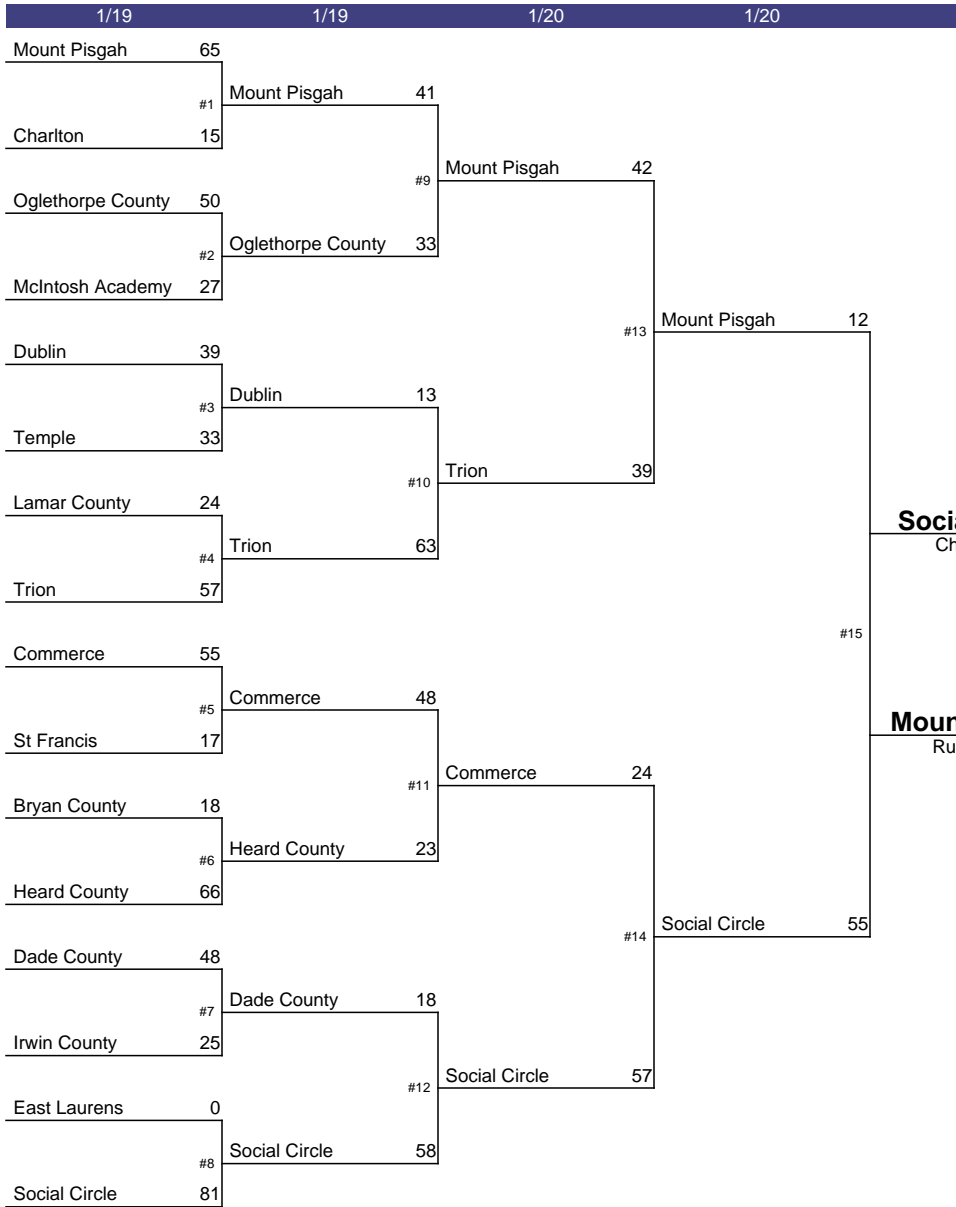 1/19 1/19 1/20 1/20
Mount Pisgah 65
#1 Mount Pisgah 41
Charlton 15
#9 Mount Pisgah 42
Oglethorpe County 50
#2 Oglethorpe County 33
McIntosh Academy 27
#13 Mount Pisgah 12
Dublin 39
#3 Dublin 13
Temple 33
#10 Trion 39
Lamar County 24
Socia
#4 Trion 63
Ch
Trion 57
#15
Commerce 55
#5 Commerce 48
Moun
St Francis 17
Ru
#11 Commerce 24
Bryan County 18
#6 Heard County 23
Heard County 66
#14 Social Circle 55
Dade County 48
#7 Dade County 18
Irwin County 25
#12 Social Circle 57
East Laurens 0
#8 Social Circle 58
Social Circle 81